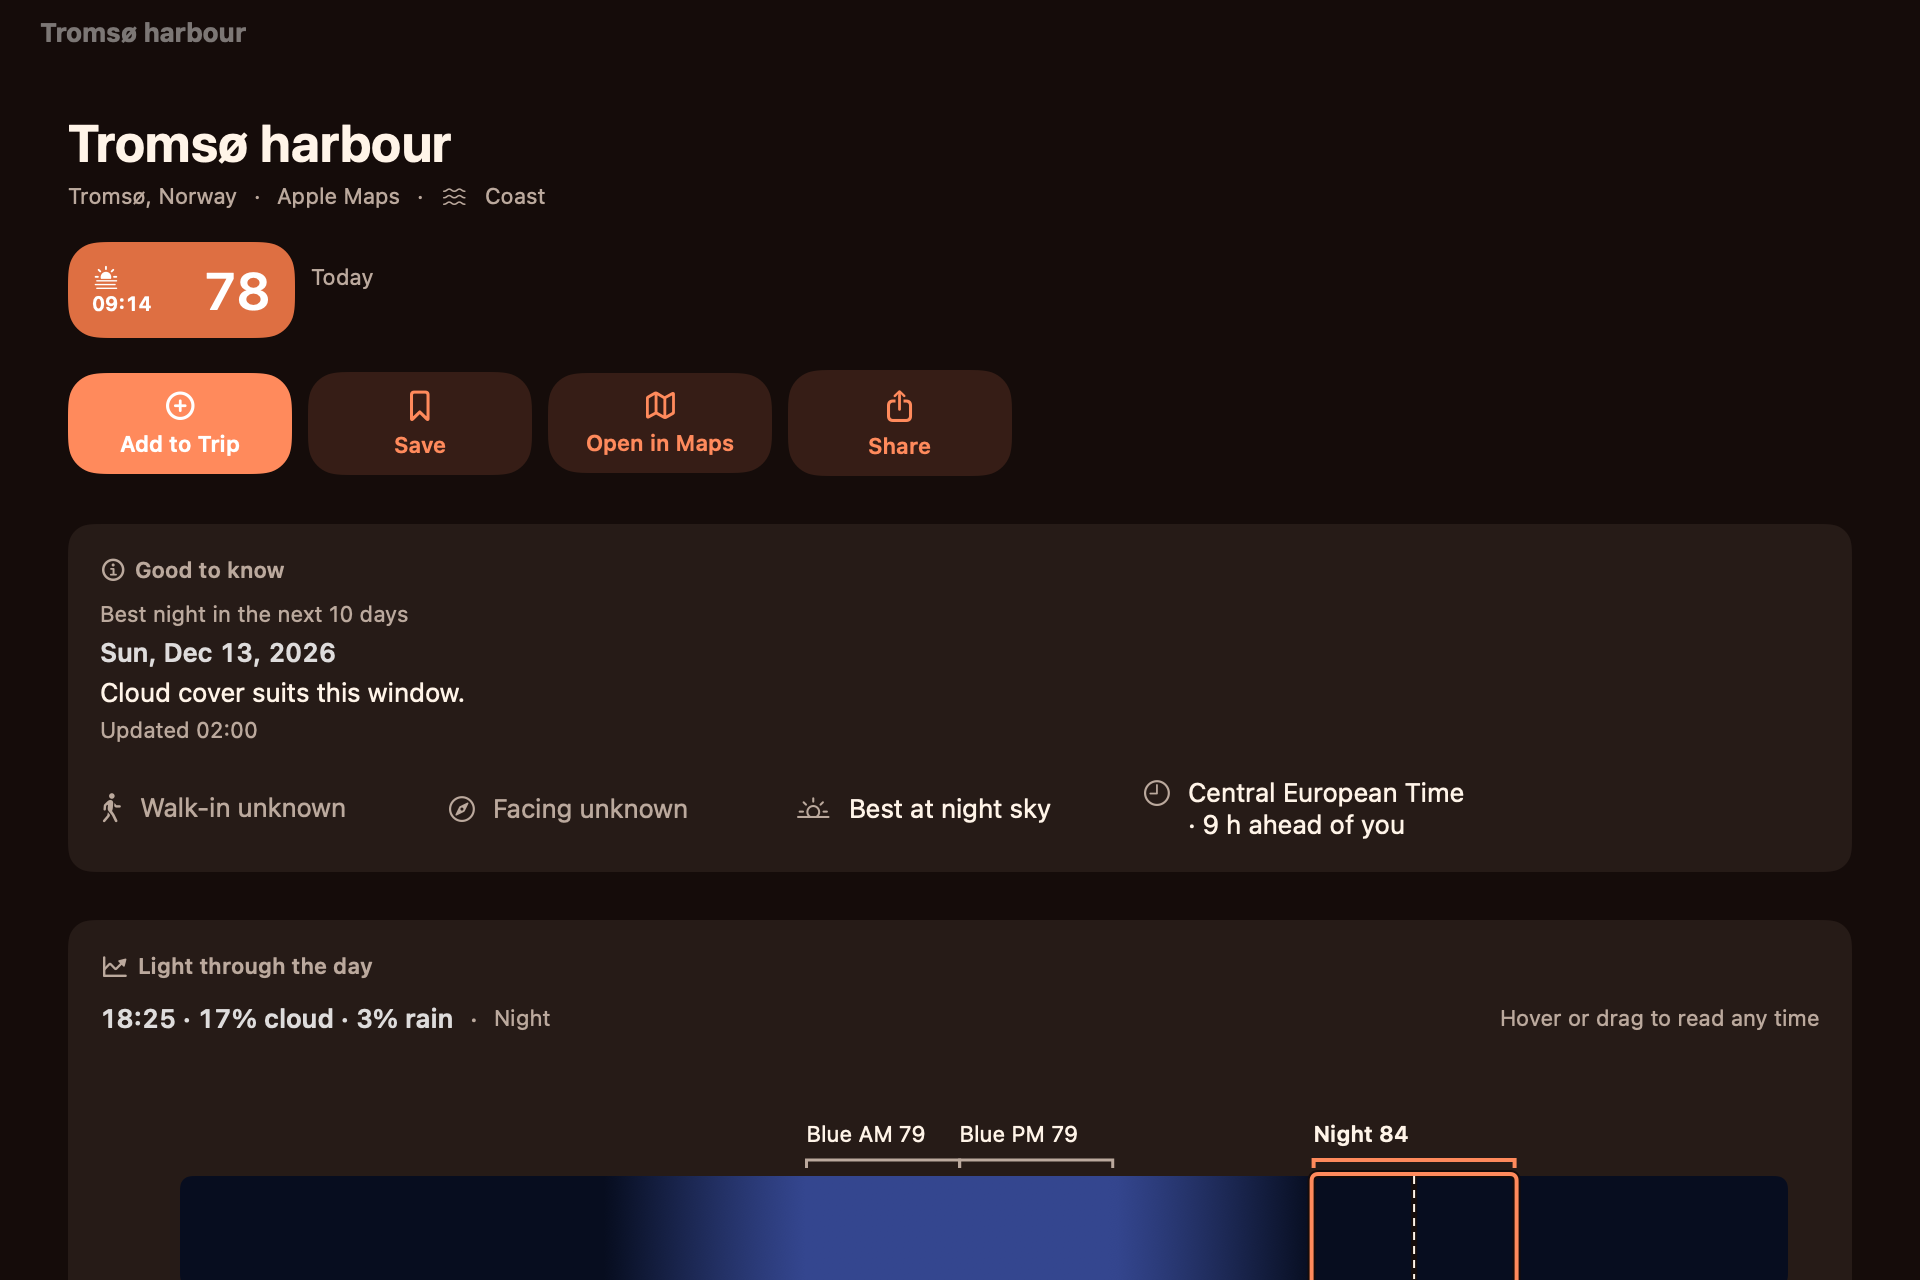 Tromsø harbour
Tromsø harbour
Tromsø, Norway · Apple Maps · Coast
09:14 78 Today
Add to Trip
Save
Open in Maps
Share
Good to know
Best night in the next 10 days
Sun, Dec 13, 2026
Cloud cover suits this window.
Updated 02:00
Walk-in unknown
Facing unknown
Best at night sky
Central European Time
· 9 h ahead of you
Light through the day
18:25 · 17% cloud · 3% rain · Night
Hover or drag to read any time
Blue AM 79
Blue PM 79
Night 84